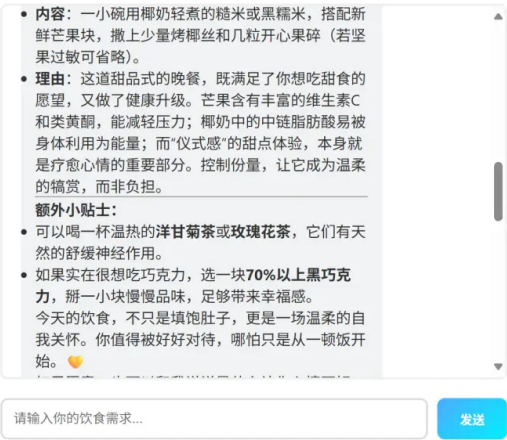 内容：一小碗用椰奶轻煮的糙米或黑糯米，搭配新
鲜芒果块，撒上少量烤椰丝和几粒开心果碎（若坚
果过敏可省略）。
理由：这道甜品式的晚餐，既满足了你想吃甜食的
愿望，又做了健康升级。芒果含有丰富的维生素C
和类黄酮，能减轻压力；椰奶中的中链脂肪酸易被
身体利用为能量；而“仪式感”的甜点体验，本身就
是疗愈心情的重要部分。控制份量，让它成为温柔
的犒赏，而非负担。
额外小贴士：
可以喝一杯温热的洋甘菊茶或玫瑰花茶，它们有天
然的舒缓神经作用。
如果实在很想吃巧克力，选一块70%以上黑巧克
力，掰一小块慢慢品味，足够带来幸福感。
今天的饮食，不只是填饱肚子，更是一场温柔的自
我关怀。你值得被好好对待，哪怕只是从一顿饭开
始。🧡
请输入你的饮食需求...
发送